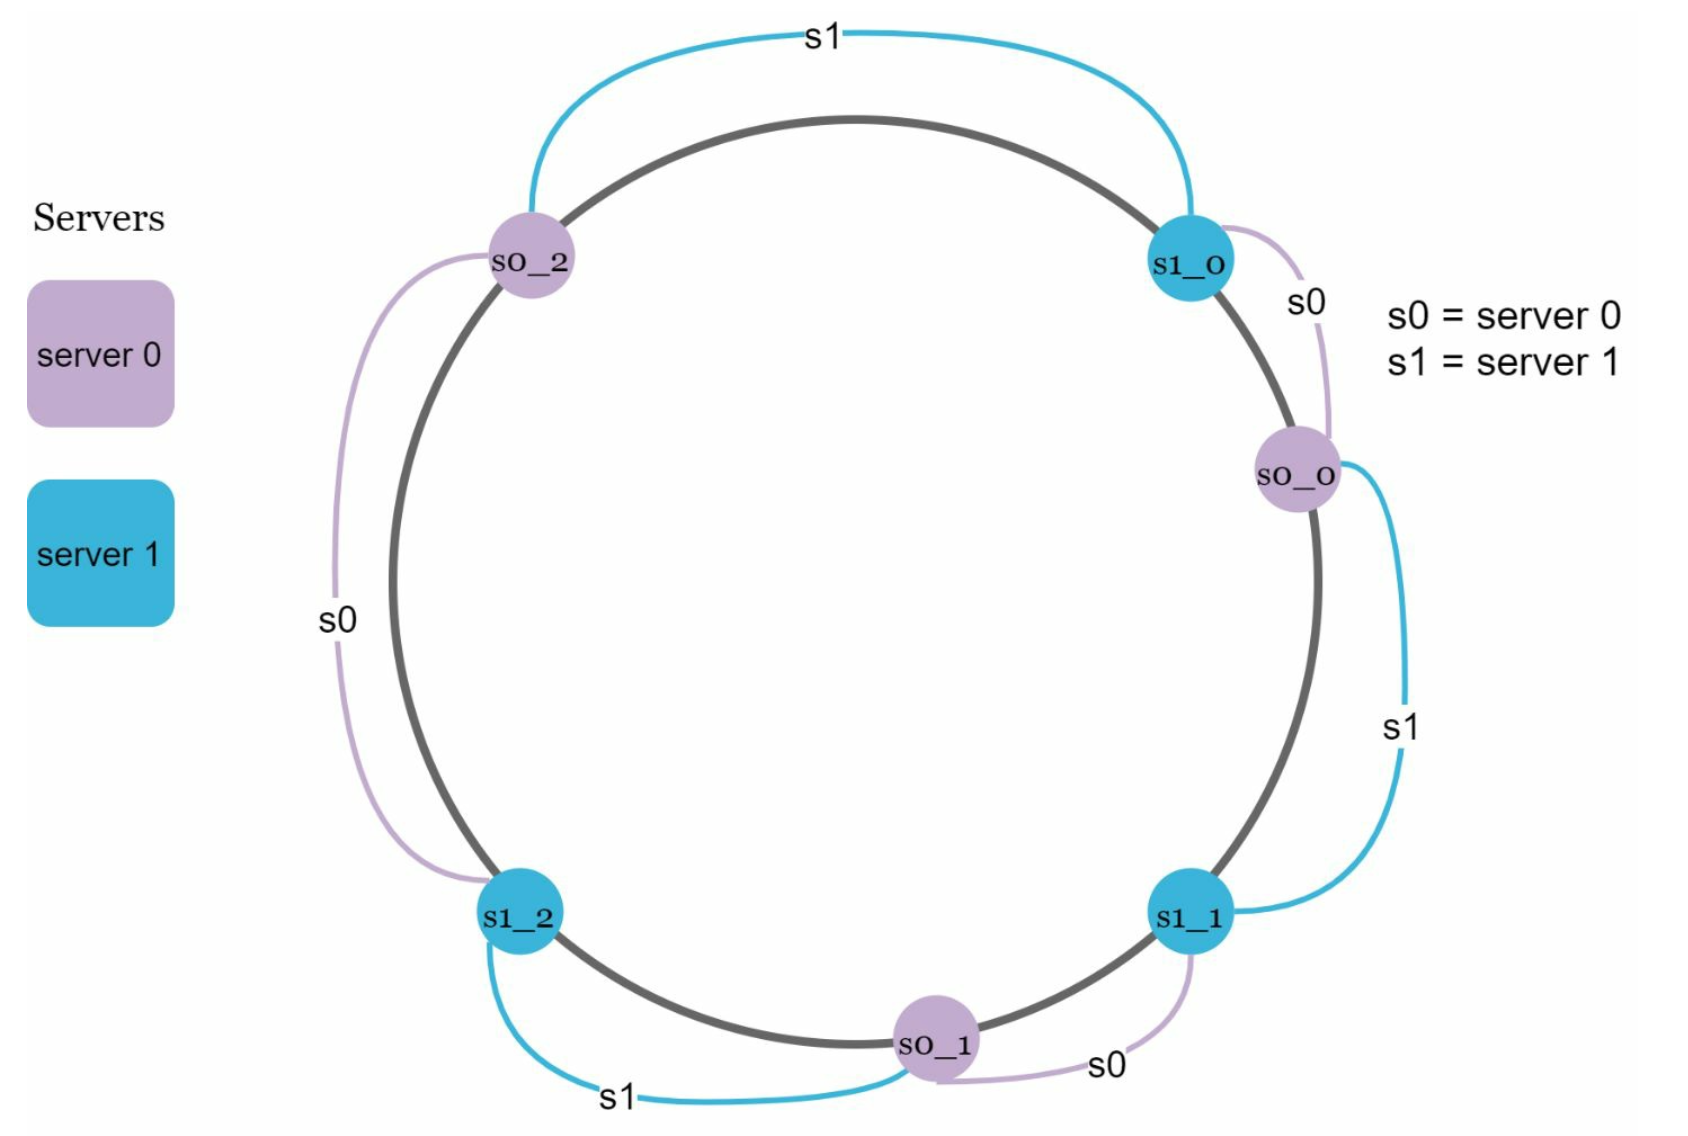 s1
Servers
s0_2
s1_0
s0
s0 = server 0
s1 = server 1
server 0
s0_0
server 1
s0
s1
s1_2
s1_1
s0_1
s0
s1